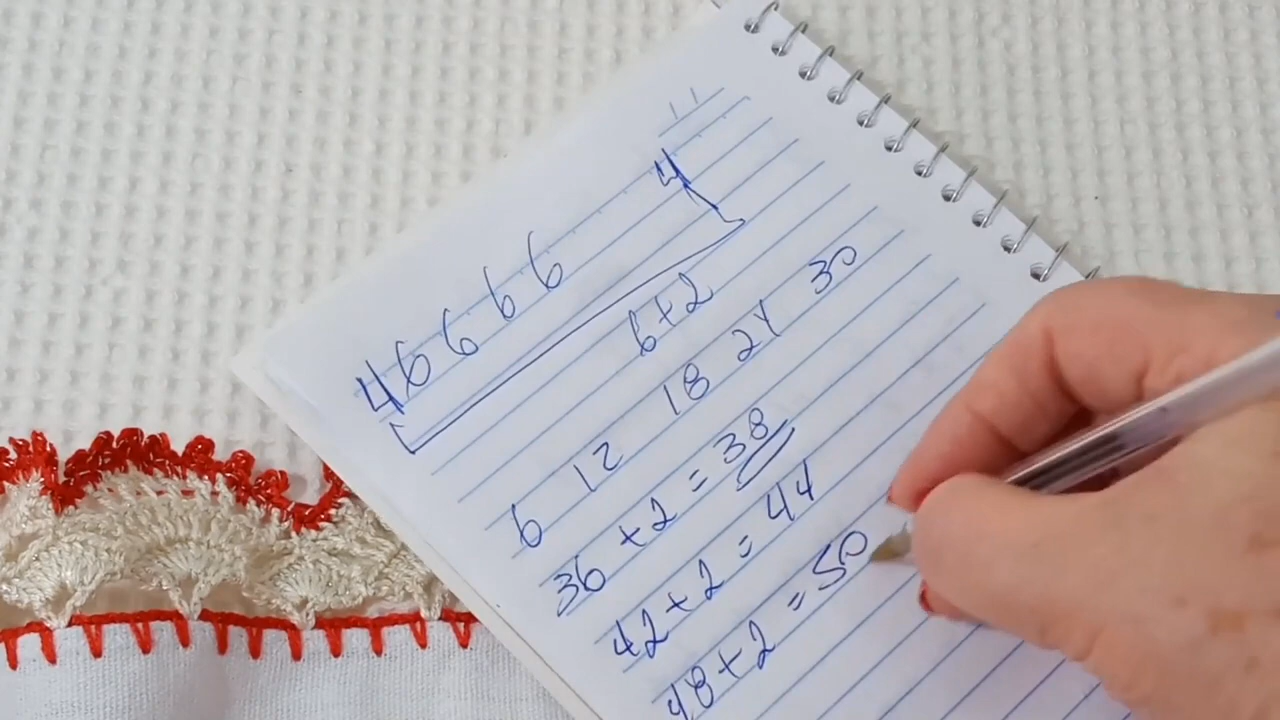 4 6 6 6 6 4
6+2
6 12 18 24 30
36 +2 = 38
42+2 = 44
48+2 = 50